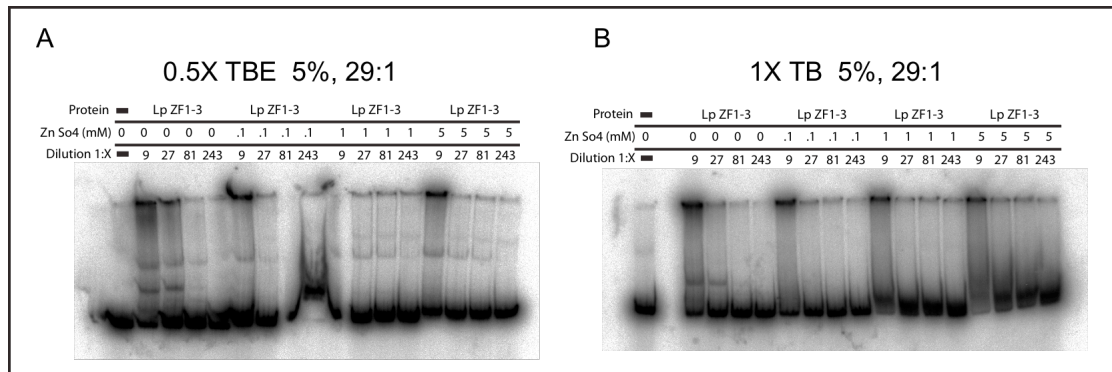 A
0.5X TBE 5%, 29:1
Protein Lp ZF1-3 Lp ZF1-3 Lp ZF1-3 Lp ZF1-3
Zn So4 (mM) 0 0 0 0 0 .1 .1 .1 .1 1 1 1 1 5 5 5 5
Dilution 1:X 9 27 81 243 9 27 81 243 9 27 81 243 9 27 81 243
B
1X TB 5%, 29:1
Protein Lp ZF1-3 Lp ZF1-3 Lp ZF1-3 Lp ZF1-3
Zn So4 (mM) 0 0 0 0 0 .1 .1 .1 .1 1 1 1 1 5 5 5 5
Dilution 1:X 9 27 81 243 9 27 81 243 9 27 81 243 9 27 81 243